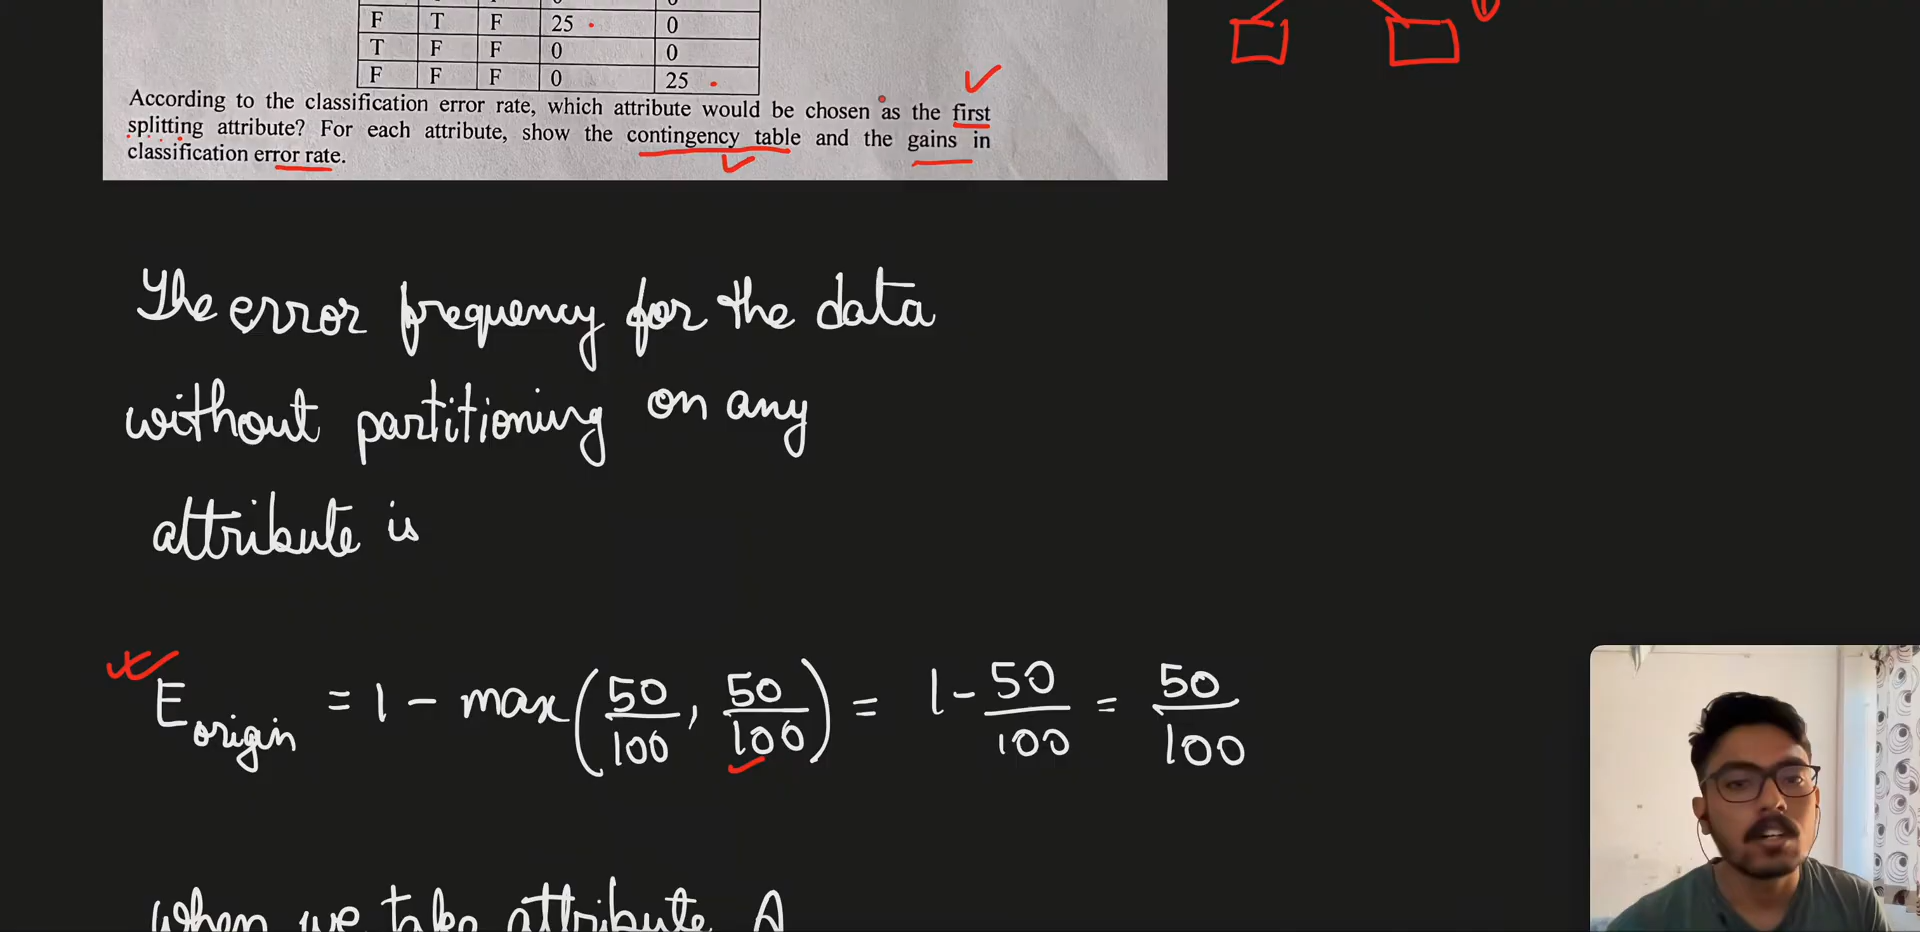 F T F 25 0
T F F 0 0
F F F 0 25
According to the classification error rate, which attribute would be chosen as the first
splitting attribute? For each attribute, show the contingency table and the gains in
classification error rate.
The error frequency for the data
without partitioning on any
attribute is
E origin = 1 - max(50/100, 50/100) = 1 - 50/100 = 50/100
when we take attribute A